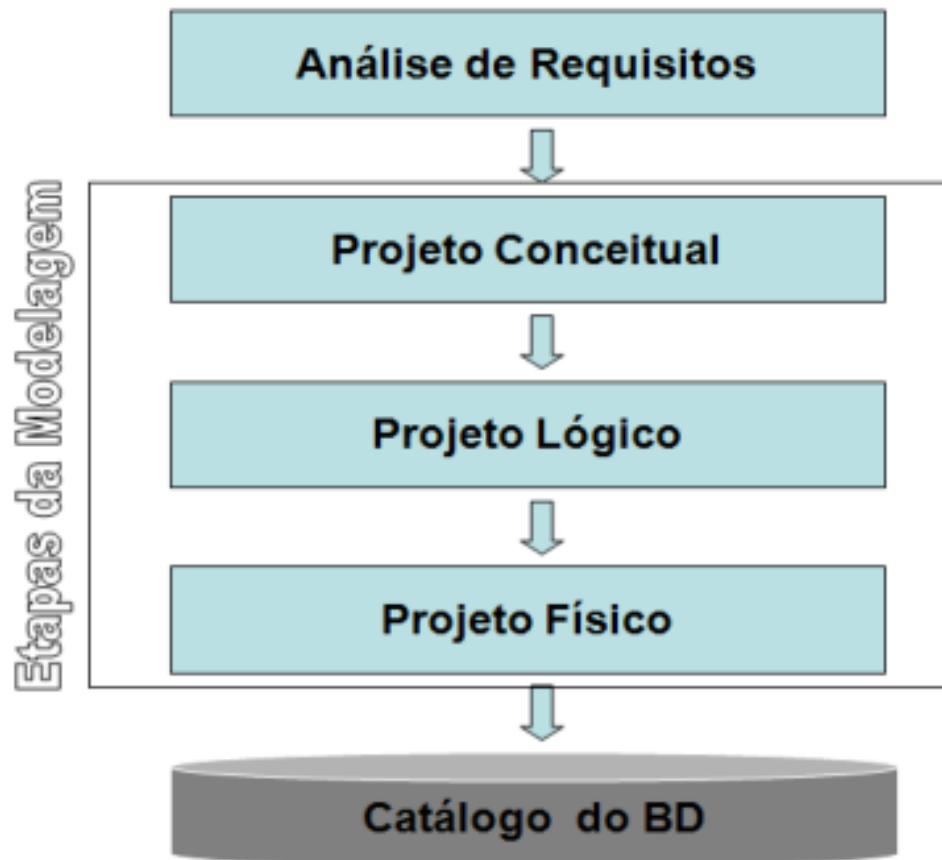 Análise de Requisitos
Etapas da Modelagem
Projeto Conceitual
Projeto Lógico
Projeto Físico
Catálogo do BD